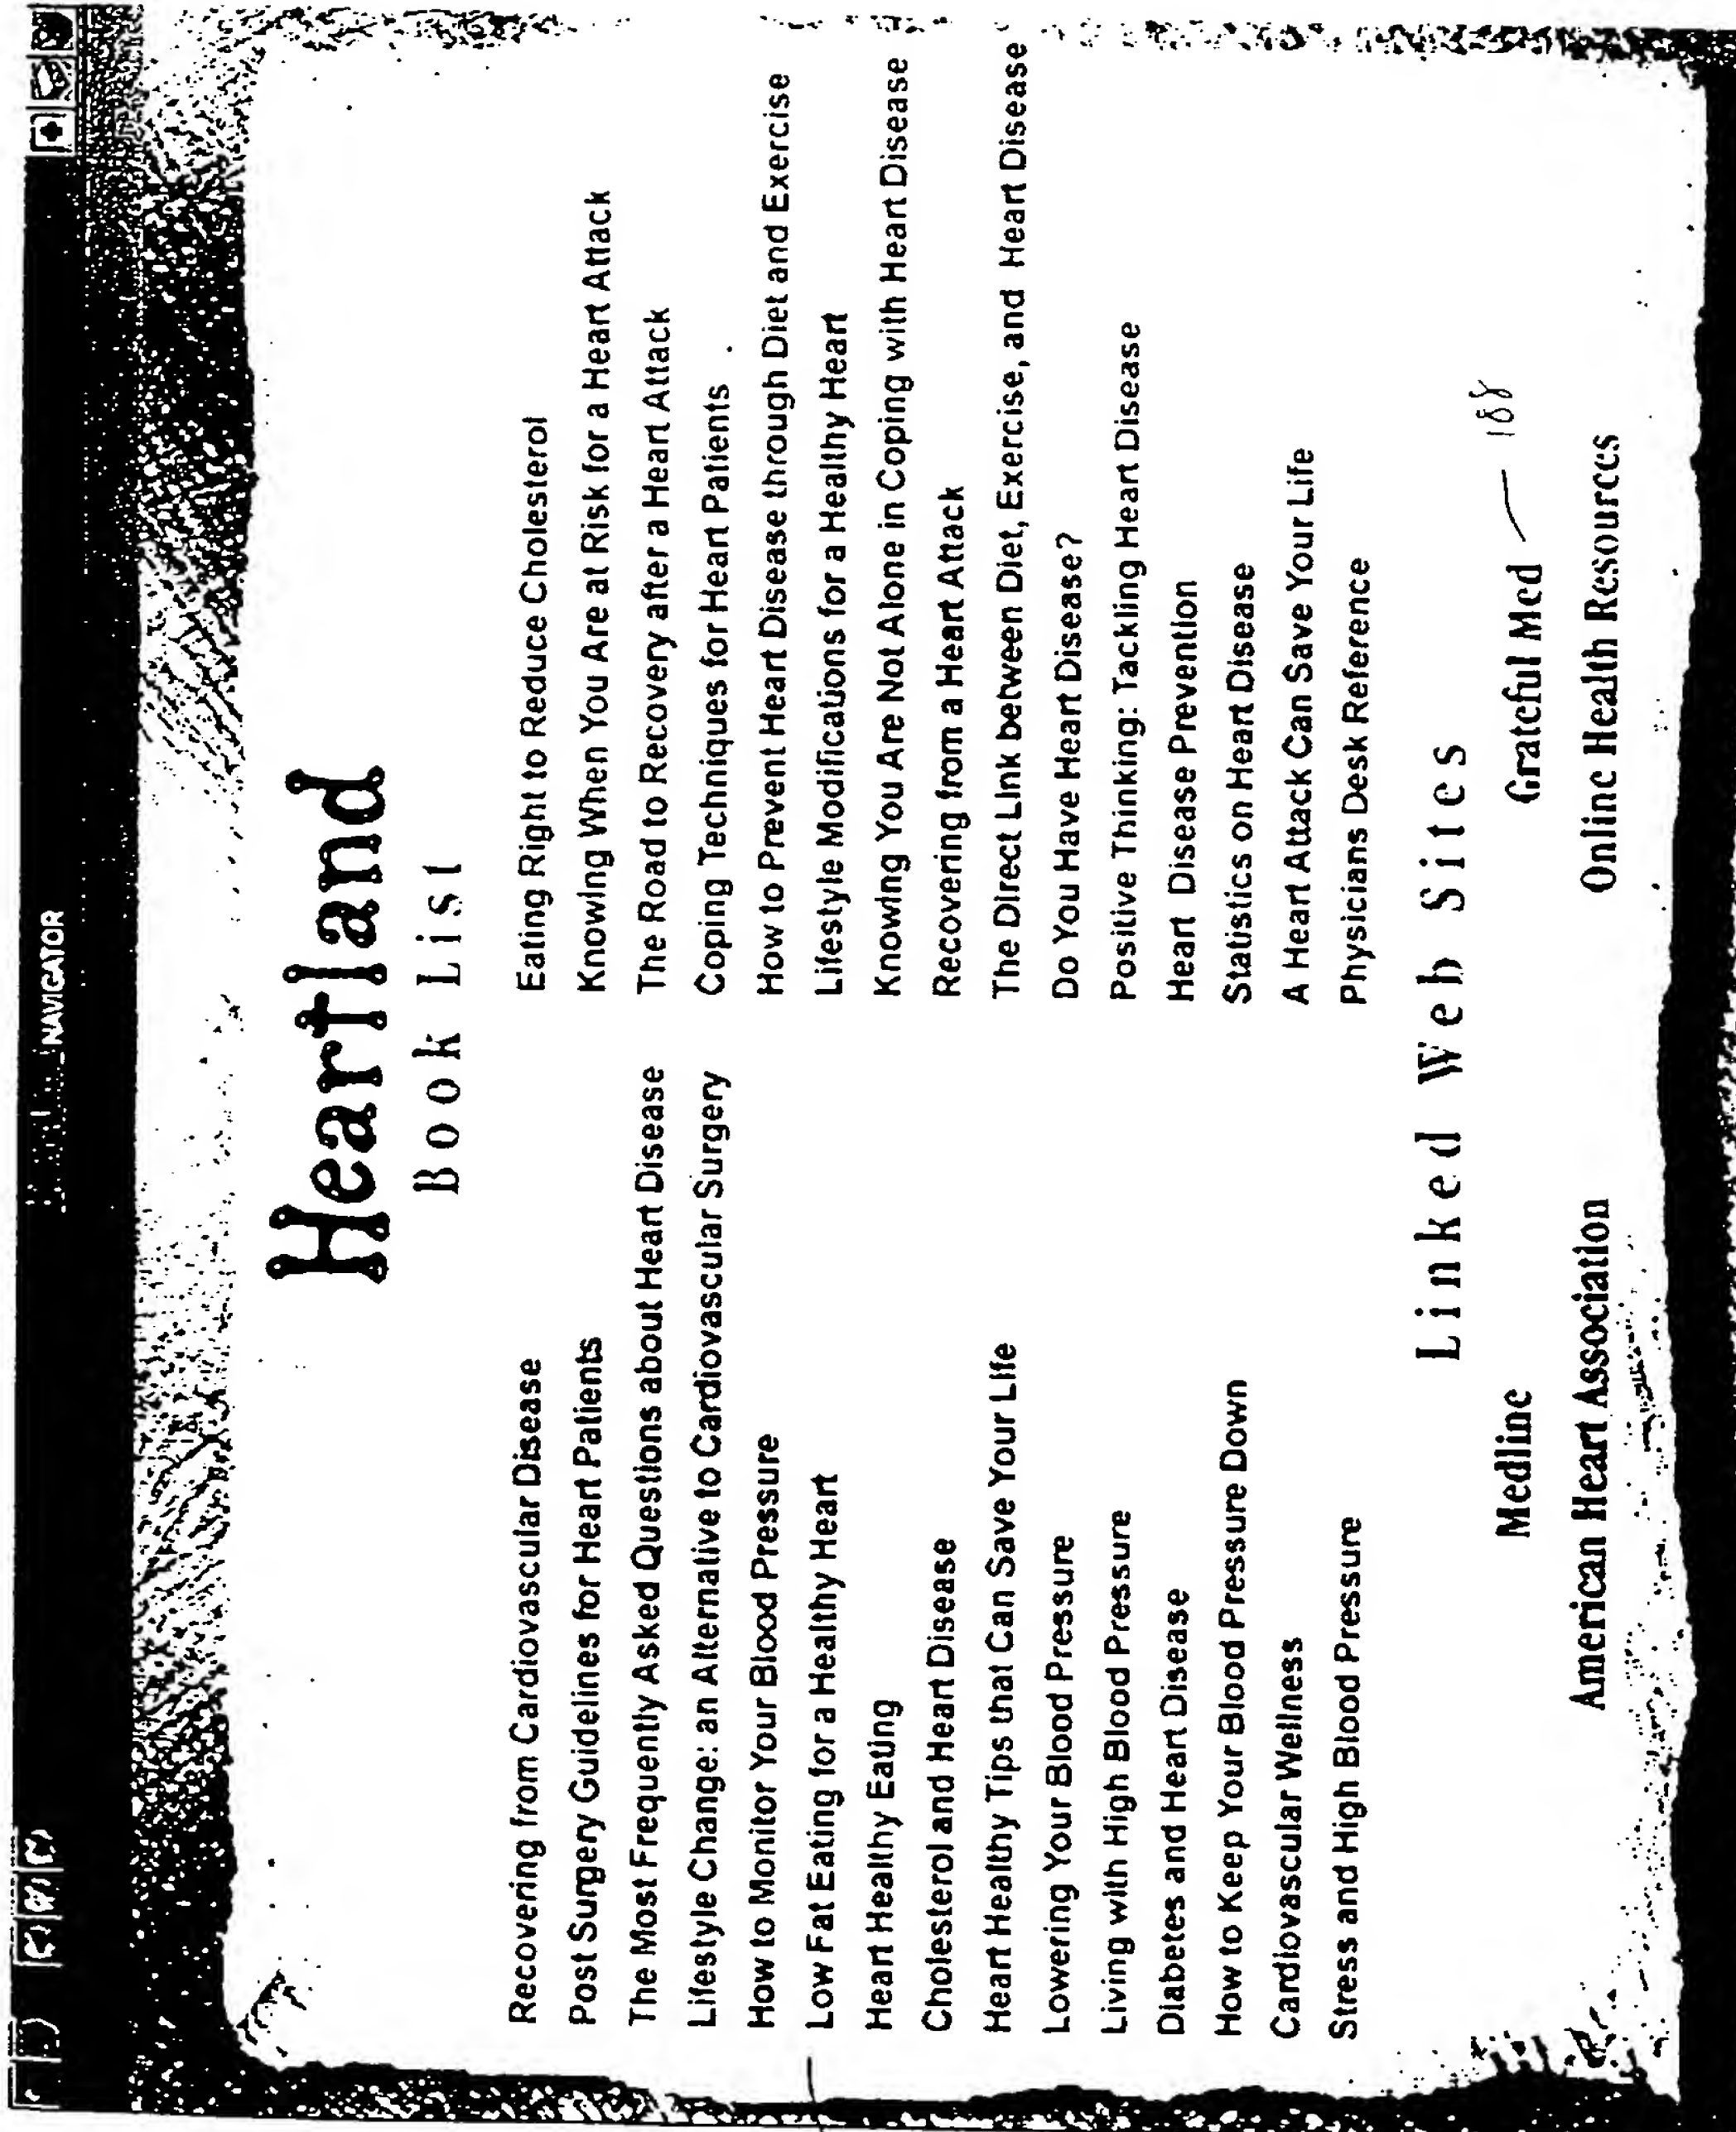 NAVIGATOR
Heartland
Book List
Recovering from Cardiovascular Disease
Post Surgery Guidelines for Heart Patients
The Most Frequently Asked Questions about Heart Disease
Lifestyle Change: an Alternative to Cardiovascular Surgery
How to Monitor Your Blood Pressure
Low Fat Eating for a Healthy Heart
Heart Healthy Eating
Cholesterol and Heart Disease
Heart Healthy Tips that Can Save Your Life
Lowering Your Blood Pressure
Living with High Blood Pressure
Diabetes and Heart Disease
How to Keep Your Blood Pressure Down
Cardiovascular Wellness
Stress and High Blood Pressure
Eating Right to Reduce Cholesterol
Knowing When You Are at Risk for a Heart Attack
The Road to Recovery after a Heart Attack
Coping Techniques for Heart Patients
How to Prevent Heart Disease through Diet and Exercise
Lifestyle Modifications for a Healthy Heart
Knowing You Are Not Alone in Coping with Heart Disease
Recovering from a Heart Attack
The Direct Link between Diet, Exercise, and Heart Disease
Do You Have Heart Disease?
Positive Thinking: Tackling Heart Disease
Heart Disease Prevention
Statistics on Heart Disease
A Heart Attack Can Save Your Life
Physicians Desk Reference
Linked Web Sites
Medline
Grateful Med
188
American Heart Association
Online Health Resources